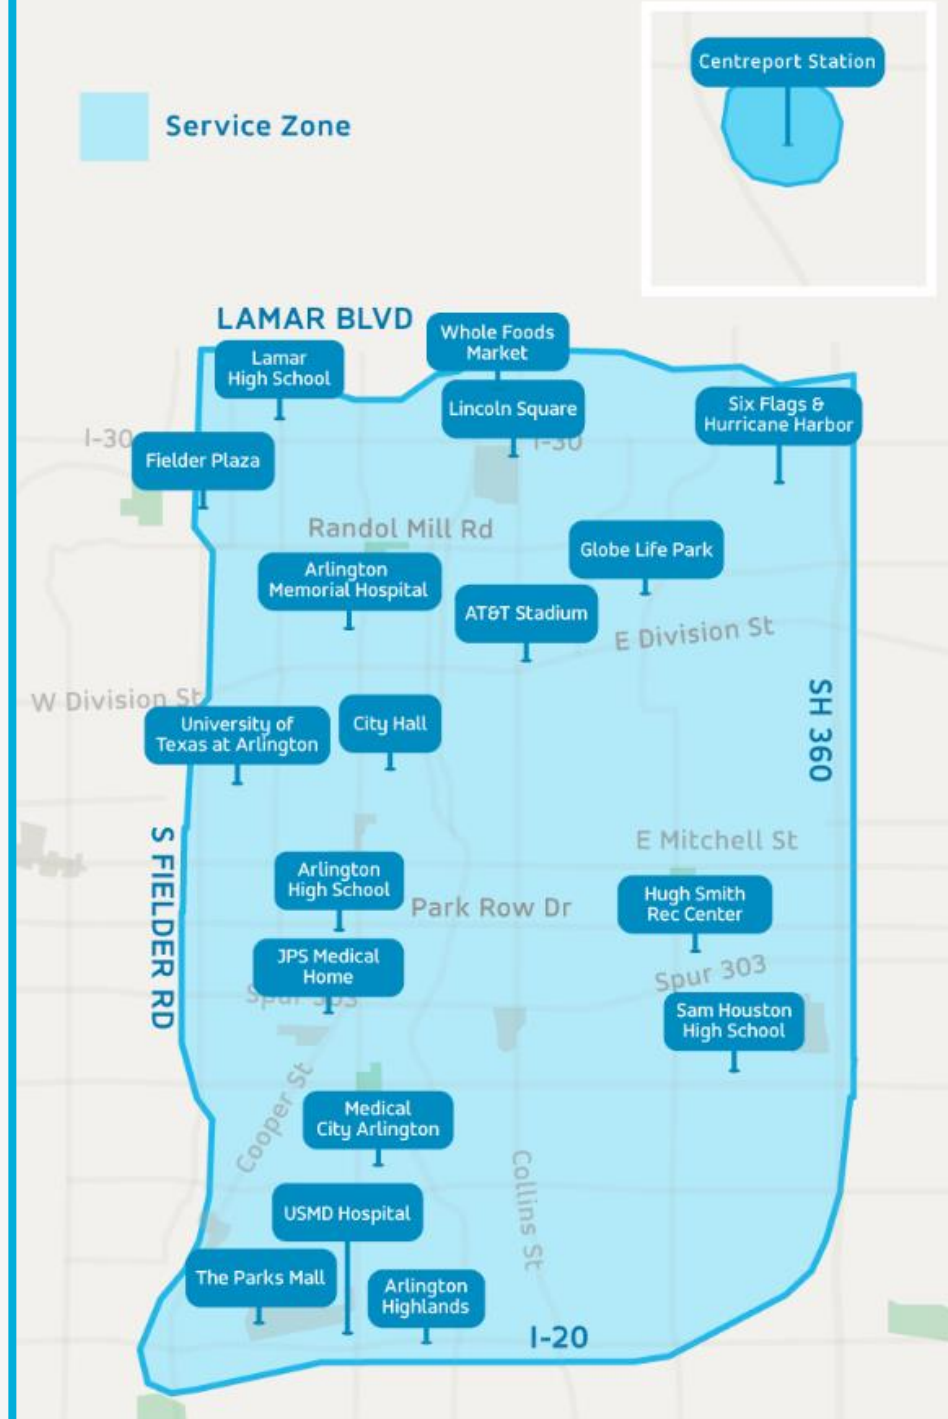 Centreport Station
Service Zone
LAMAR BLVD
Whole Foods
Market
Lamar
High School
Lincoln Square
Six Flags &
Hurricane Harbor
I-30
I-30
Fielder Plaza
Randol Mill Rd
Globe Life Park
Arlington
Memorial Hospital
AT&T Stadium
E Division St
W Division St
SH 360
University of
Texas at Arlington
City Hall
S FIELDER RD
E Mitchell St
Arlington
High School
Park Row Dr
Hugh Smith
Rec Center
JPS Medical
Home
Spur 303
Spur 303
Sam Houston
High School
Cooper St
Medical
City Arlington
Collins St
USMD Hospital
The Parks Mall
Arlington
Highlands
I-20